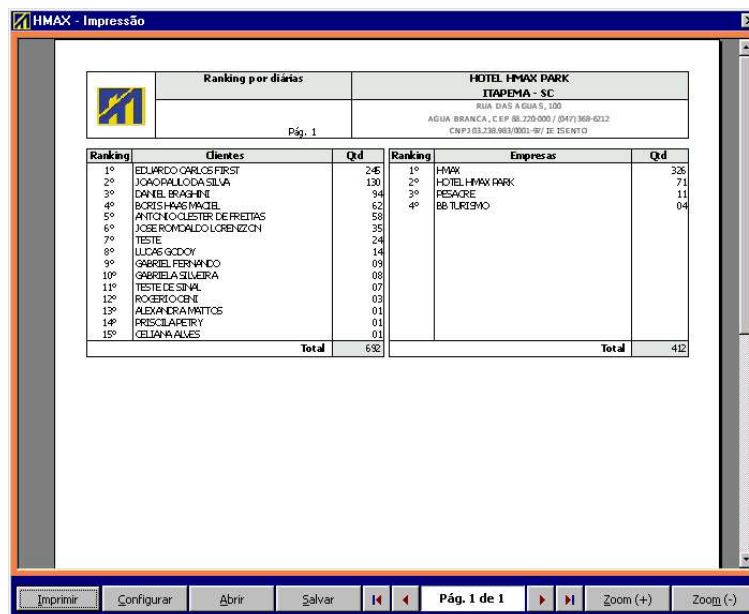 HMAX - Impressão
Ranking por diárias
Pág. 1
HOTEL HMAX PARK
ITAPEMA - SC
RUA DAS AGUAS, 100
AGUA BRANCA, CEP 88.220-000 / (047) 368-6212
CNPJ 03.238.983/0001-97/ IE ISENTO
Ranking Clientes Qtd
1º EDUARDO CARLOS FIRST 245
2º JOAO PAULO DA SILVA 130
3º DANIEL BRAGHINI 94
4º BORIS HAAS MACIEL 62
5º ANTONIO CLESTER DE FREITAS 58
6º JOSE ROMOALDO LORENZZON 35
7º TESTE 24
8º LUCAS GODOY 14
9º GABRIEL FERNANDO 09
10º GABRIELA SILVEIRA 08
11º TESTE DE SINAL 07
12º ROGERIO CENI 03
13º ALEXANDRA MATTOS 01
14º PRISCILA PETRY 01
15º CELIANA ALVES 01
Total 692
Ranking Empresas Qtd
1º HMAX 326
2º HOTEL HMAX PARK 71
3º PESACRE 11
4º BB TURISMO 04
Total 412
Imprimir Configurar Abrir Salvar Pág. 1 de 1 Zoom (+) Zoom (-)